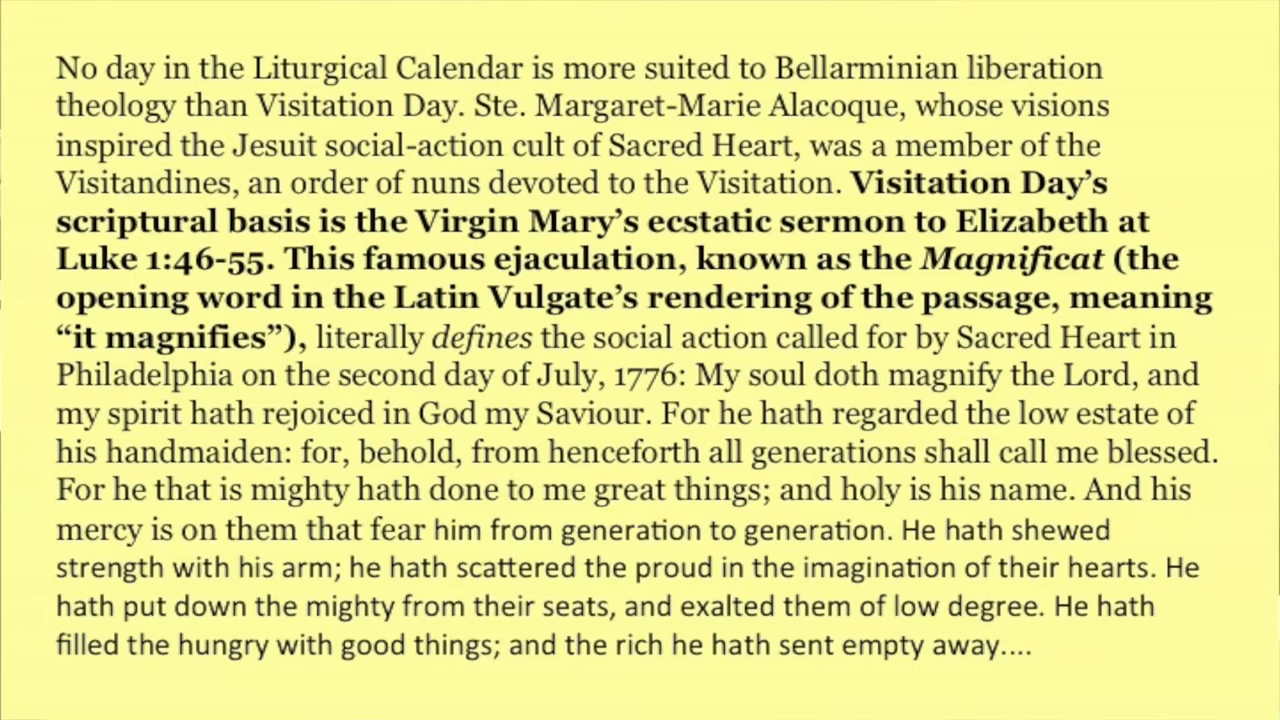 No day in the Liturgical Calendar is more suited to Bellarminian liberation
theology than Visitation Day. Ste. Margaret-Marie Alacoque, whose visions
inspired the Jesuit social-action cult of Sacred Heart, was a member of the
Visitandines, an order of nuns devoted to the Visitation. Visitation Day’s
scriptural basis is the Virgin Mary’s ecstatic sermon to Elizabeth at
Luke 1:46-55. This famous ejaculation, known as the Magnificat (the
opening word in the Latin Vulgate’s rendering of the passage, meaning
“it magnifies”), literally defines the social action called for by Sacred Heart in
Philadelphia on the second day of July, 1776: My soul doth magnify the Lord, and
my spirit hath rejoiced in God my Saviour. For he hath regarded the low estate of
his handmaiden: for, behold, from henceforth all generations shall call me blessed.
For he that is mighty hath done to me great things; and holy is his name. And his
mercy is on them that fear him from generation to generation. He hath shewed
strength with his arm; he hath scattered the proud in the imagination of their hearts. He
hath put down the mighty from their seats, and exalted them of low degree. He hath
filled the hungry with good things; and the rich he hath sent empty away....